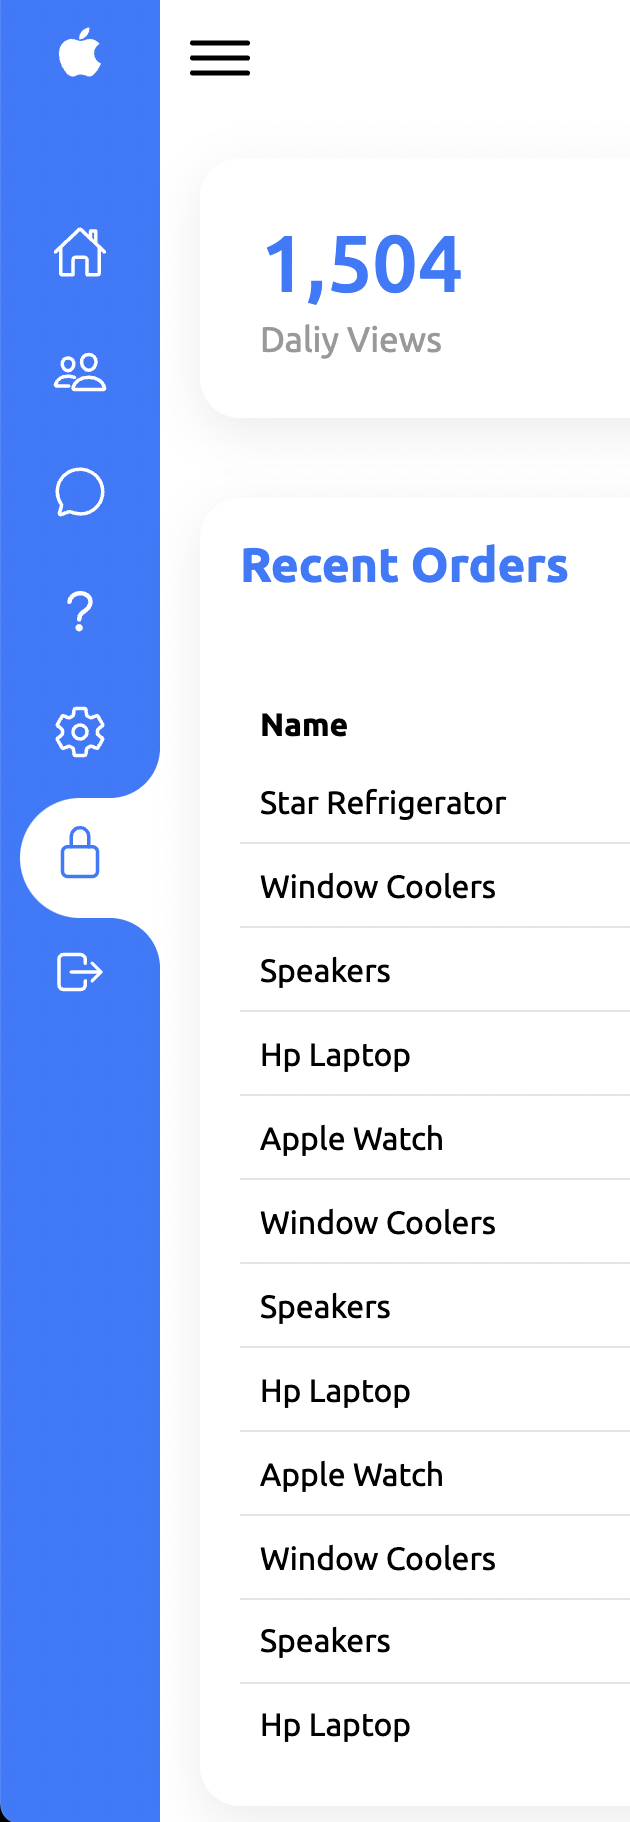 1,504
Daliy Views
Recent Orders
Name
Star Refrigerator
Window Coolers
Speakers
Hp Laptop
Apple Watch
Window Coolers
Speakers
Hp Laptop
Apple Watch
Window Coolers
Speakers
Hp Laptop